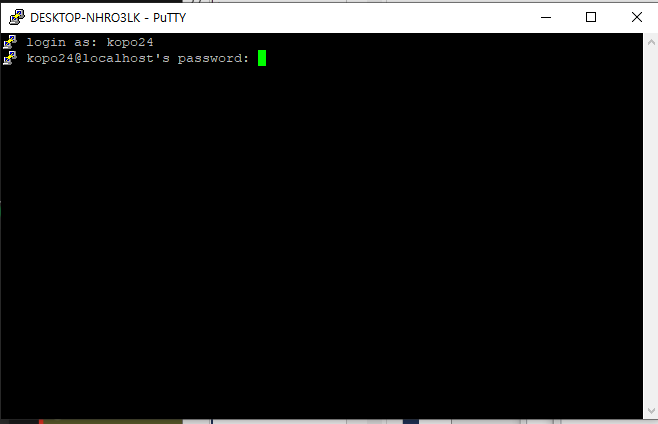 DESKTOP-NHRO3LK - PuTTY
login as: kopo24
kopo24@localhost's password: